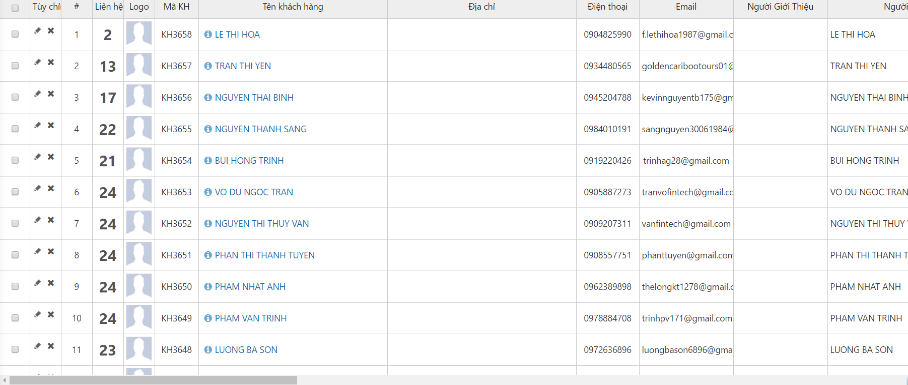 Tùy chỉ # Liên hệ Logo Mã KH Tên khách hàng Địa chỉ Điện thoại Email Người Giới Thiệu Người
1 2 KH3658 LE THI HOA 0904825990 f.lethihoa1987@gmail.c LE THI HOA
2 13 KH3657 TRAN THI YEN 0934480565 goldencaribootours01@ TRAN THI YEN
3 17 KH3656 NGUYEN THAI BINH 0945204788 kevinnguyentb175@gm NGUYEN THAI BINH
4 22 KH3655 NGUYEN THANH SANG 0984010191 sangnguyen30061984@ NGUYEN THANH SA
5 21 KH3654 BUI HONG TRINH 0919220426 trinhag28@gmail.com BUI HONG TRINH
6 24 KH3653 VO DU NGOC TRAN 0905887273 tranvofintech@gmail.cc VO DU NGOC TRAN
7 24 KH3652 NGUYEN THI THUY VAN 0909207311 vanfintech@gmail.com NGUYEN THI THUY
8 24 KH3651 PHAN THI THANH TUYEN 0908557751 phanttuyen@gmail.com PHAN THI THANH T
9 24 KH3650 PHAM NHAT ANH 0962389898 thelongkt1278@gmail.c PHAM NHAT ANH
10 24 KH3649 PHAM VAN TRINH 0978884708 trinhpv171@gmail.com PHAM VAN TRINH
11 23 KH3648 LUONG BA SON 0972636896 luongbason6896@gma LUONG BA SON